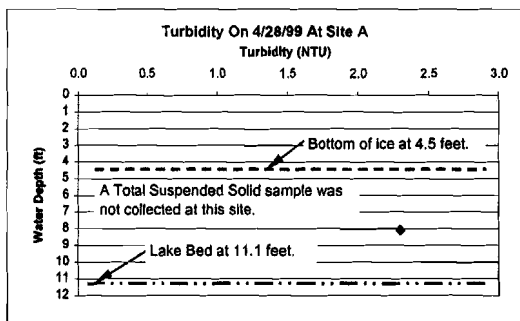 Turbidity On 4/28/99 At Site A
Turbidity (NTU)
0.0 0.5 1.0 1.5 2.0 2.5 3.0
Water Depth (ft)
0
1
2
3
4
5
6
7
8
9
10
11
12
Bottom of ice at 4.5 feet.
A Total Suspended Solid sample was
not collected at this site.
Lake Bed at 11.1 feet.